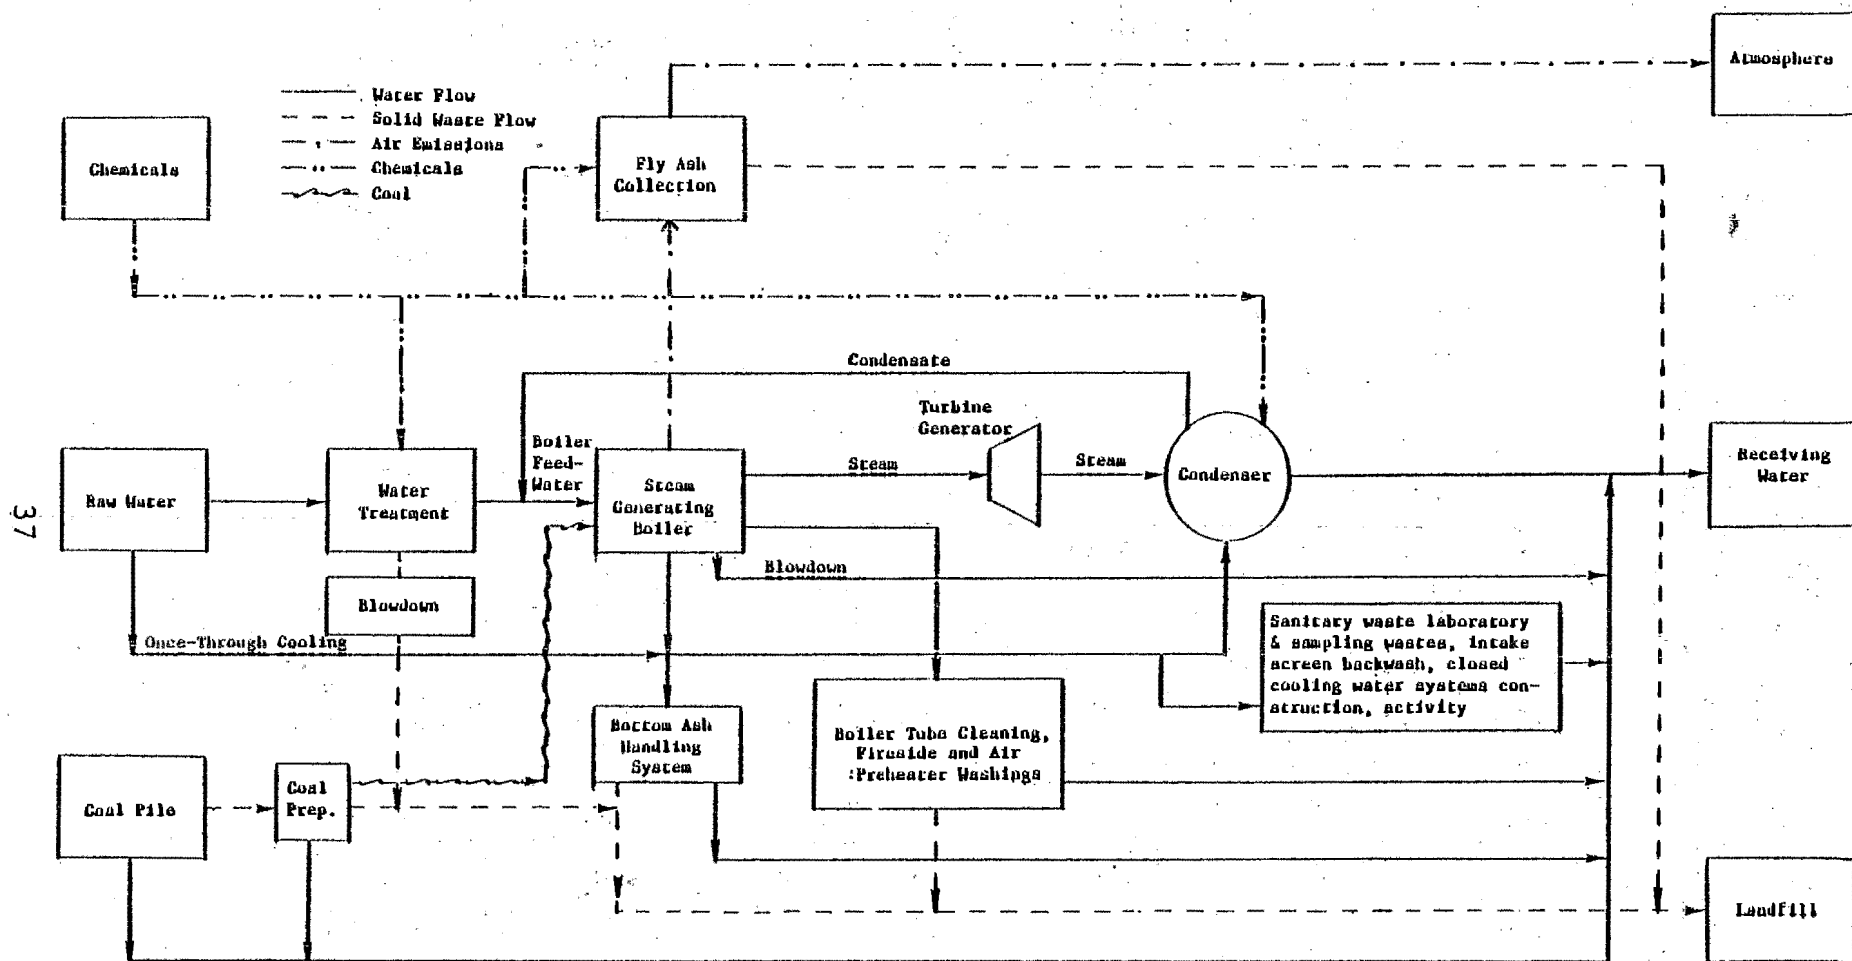 Atmosphere
Water Flow
Solid Waste Flow
Air Emissions
Chemicals
Coal
Chemicals
Fly Ash
Collection
Condensate
Turbine
Generator
Boiler
Feed-
Water
Steam
Steam
Raw Water
Water
Treatment
Steam
Generating
Boiler
Condenser
Receiving
Water
37
Blowdown
Blowdown
Once-Through Cooling
Sanitary waste laboratory
& sampling wastes, intake
screen backwash, closed
cooling water systems con-
struction, activity
Bottom Ash
Handling
System
Boiler Tube Cleaning,
Fireside and Air
Preheater Washings
Coal Pile
Coal
Prep.
Landfill